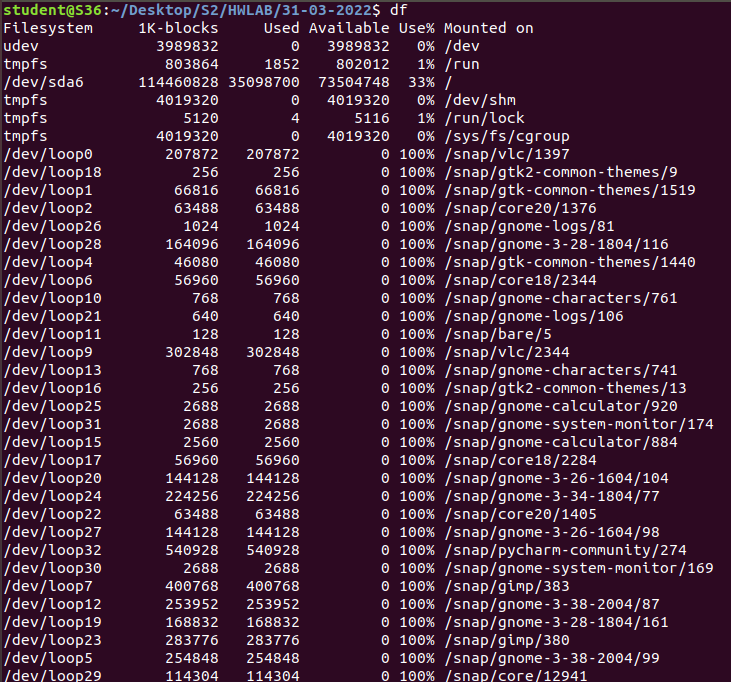 student@S36:~/Desktop/S2/HWLAB/31-03-2022$ df
Filesystem     1K-blocks     Used Available Use% Mounted on
udev             3989832        0   3989832   0% /dev
tmpfs             803864     1852    802012   1% /run
/dev/sda6      114460828 35098700  73504748  33% /
tmpfs            4019320        0   4019320   0% /dev/shm
tmpfs               5120        4      5116   1% /run/lock
tmpfs            4019320        0   4019320   0% /sys/fs/cgroup
/dev/loop0        207872   207872         0 100% /snap/vlc/1397
/dev/loop18          256      256         0 100% /snap/gtk2-common-themes/9
/dev/loop1         66816    66816         0 100% /snap/gtk-common-themes/1519
/dev/loop2         63488    63488         0 100% /snap/core20/1376
/dev/loop26         1024     1024         0 100% /snap/gnome-logs/81
/dev/loop28       164096   164096         0 100% /snap/gnome-3-28-1804/116
/dev/loop4         46080    46080         0 100% /snap/gtk-common-themes/1440
/dev/loop6         56960    56960         0 100% /snap/core18/2344
/dev/loop10          768      768         0 100% /snap/gnome-characters/761
/dev/loop21          640      640         0 100% /snap/gnome-logs/106
/dev/loop11          128      128         0 100% /snap/bare/5
/dev/loop9        302848   302848         0 100% /snap/vlc/2344
/dev/loop13          768      768         0 100% /snap/gnome-characters/741
/dev/loop16          256      256         0 100% /snap/gtk2-common-themes/13
/dev/loop25         2688     2688         0 100% /snap/gnome-calculator/920
/dev/loop31         2688     2688         0 100% /snap/gnome-system-monitor/174
/dev/loop15         2560     2560         0 100% /snap/gnome-calculator/884
/dev/loop17        56960    56960         0 100% /snap/core18/2284
/dev/loop20       144128   144128         0 100% /snap/gnome-3-26-1604/104
/dev/loop24       224256   224256         0 100% /snap/gnome-3-34-1804/77
/dev/loop22        63488    63488         0 100% /snap/core20/1405
/dev/loop27       144128   144128         0 100% /snap/gnome-3-26-1604/98
/dev/loop32       540928   540928         0 100% /snap/pycharm-community/274
/dev/loop30         2688     2688         0 100% /snap/gnome-system-monitor/169
/dev/loop7        400768   400768         0 100% /snap/gimp/383
/dev/loop12       253952   253952         0 100% /snap/gnome-3-38-2004/87
/dev/loop19       168832   168832         0 100% /snap/gnome-3-28-1804/161
/dev/loop23       283776   283776         0 100% /snap/gimp/380
/dev/loop5        254848   254848         0 100% /snap/gnome-3-38-2004/99
/dev/loop29       114304   114304         0 100% /snap/core/12941